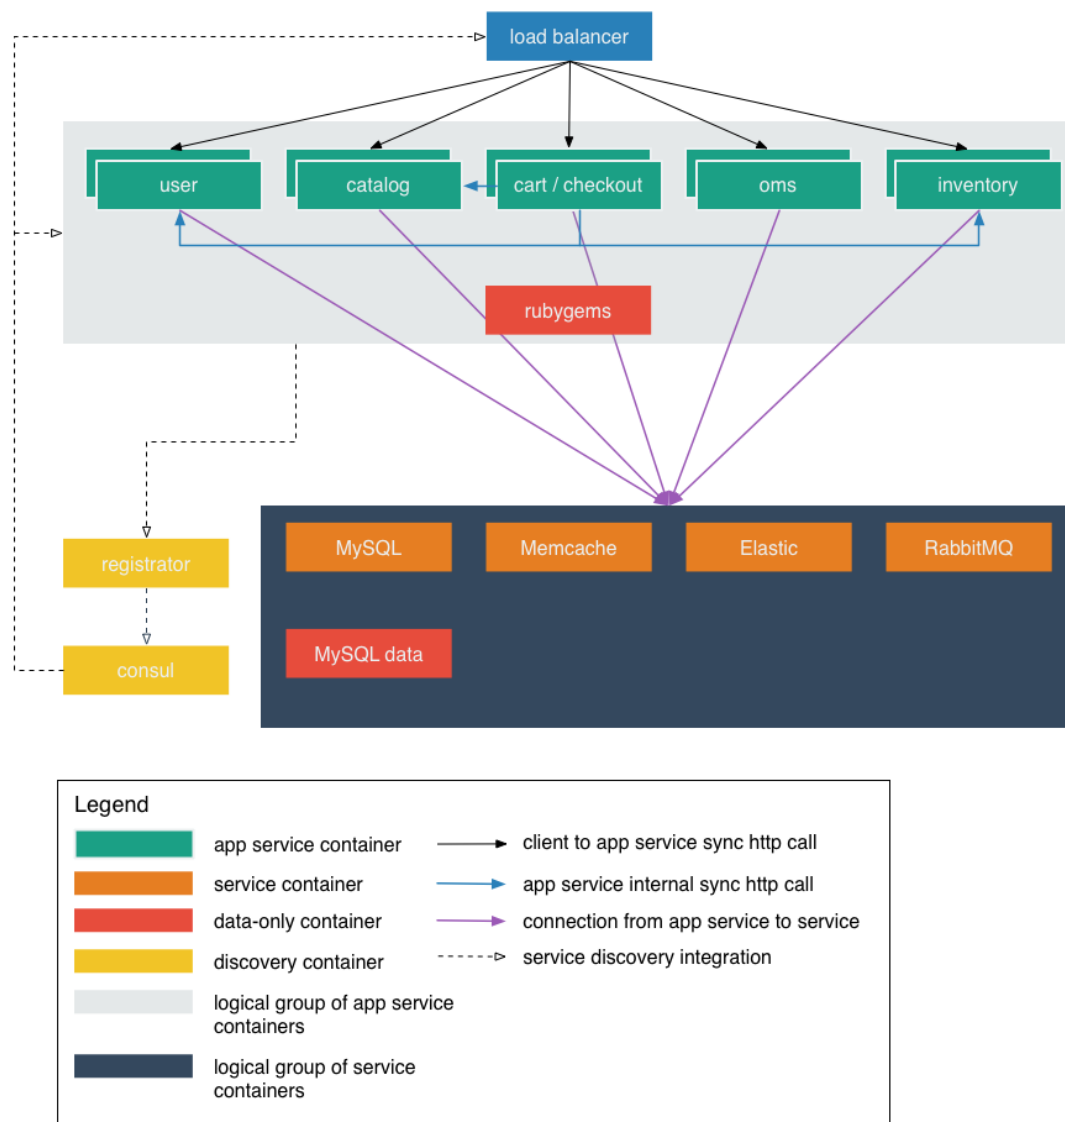 load balancer
user
catalog
cart / checkout
oms
inventory
rubygems
MySQL
Memcache
Elastic
RabbitMQ
registrator
MySQL data
consul
Legend
app service container
client to app service sync http call
service container
app service internal sync http call
data-only container
connection from app service to service
discovery container
service discovery integration
logical group of app service
containers
logical group of service
containers